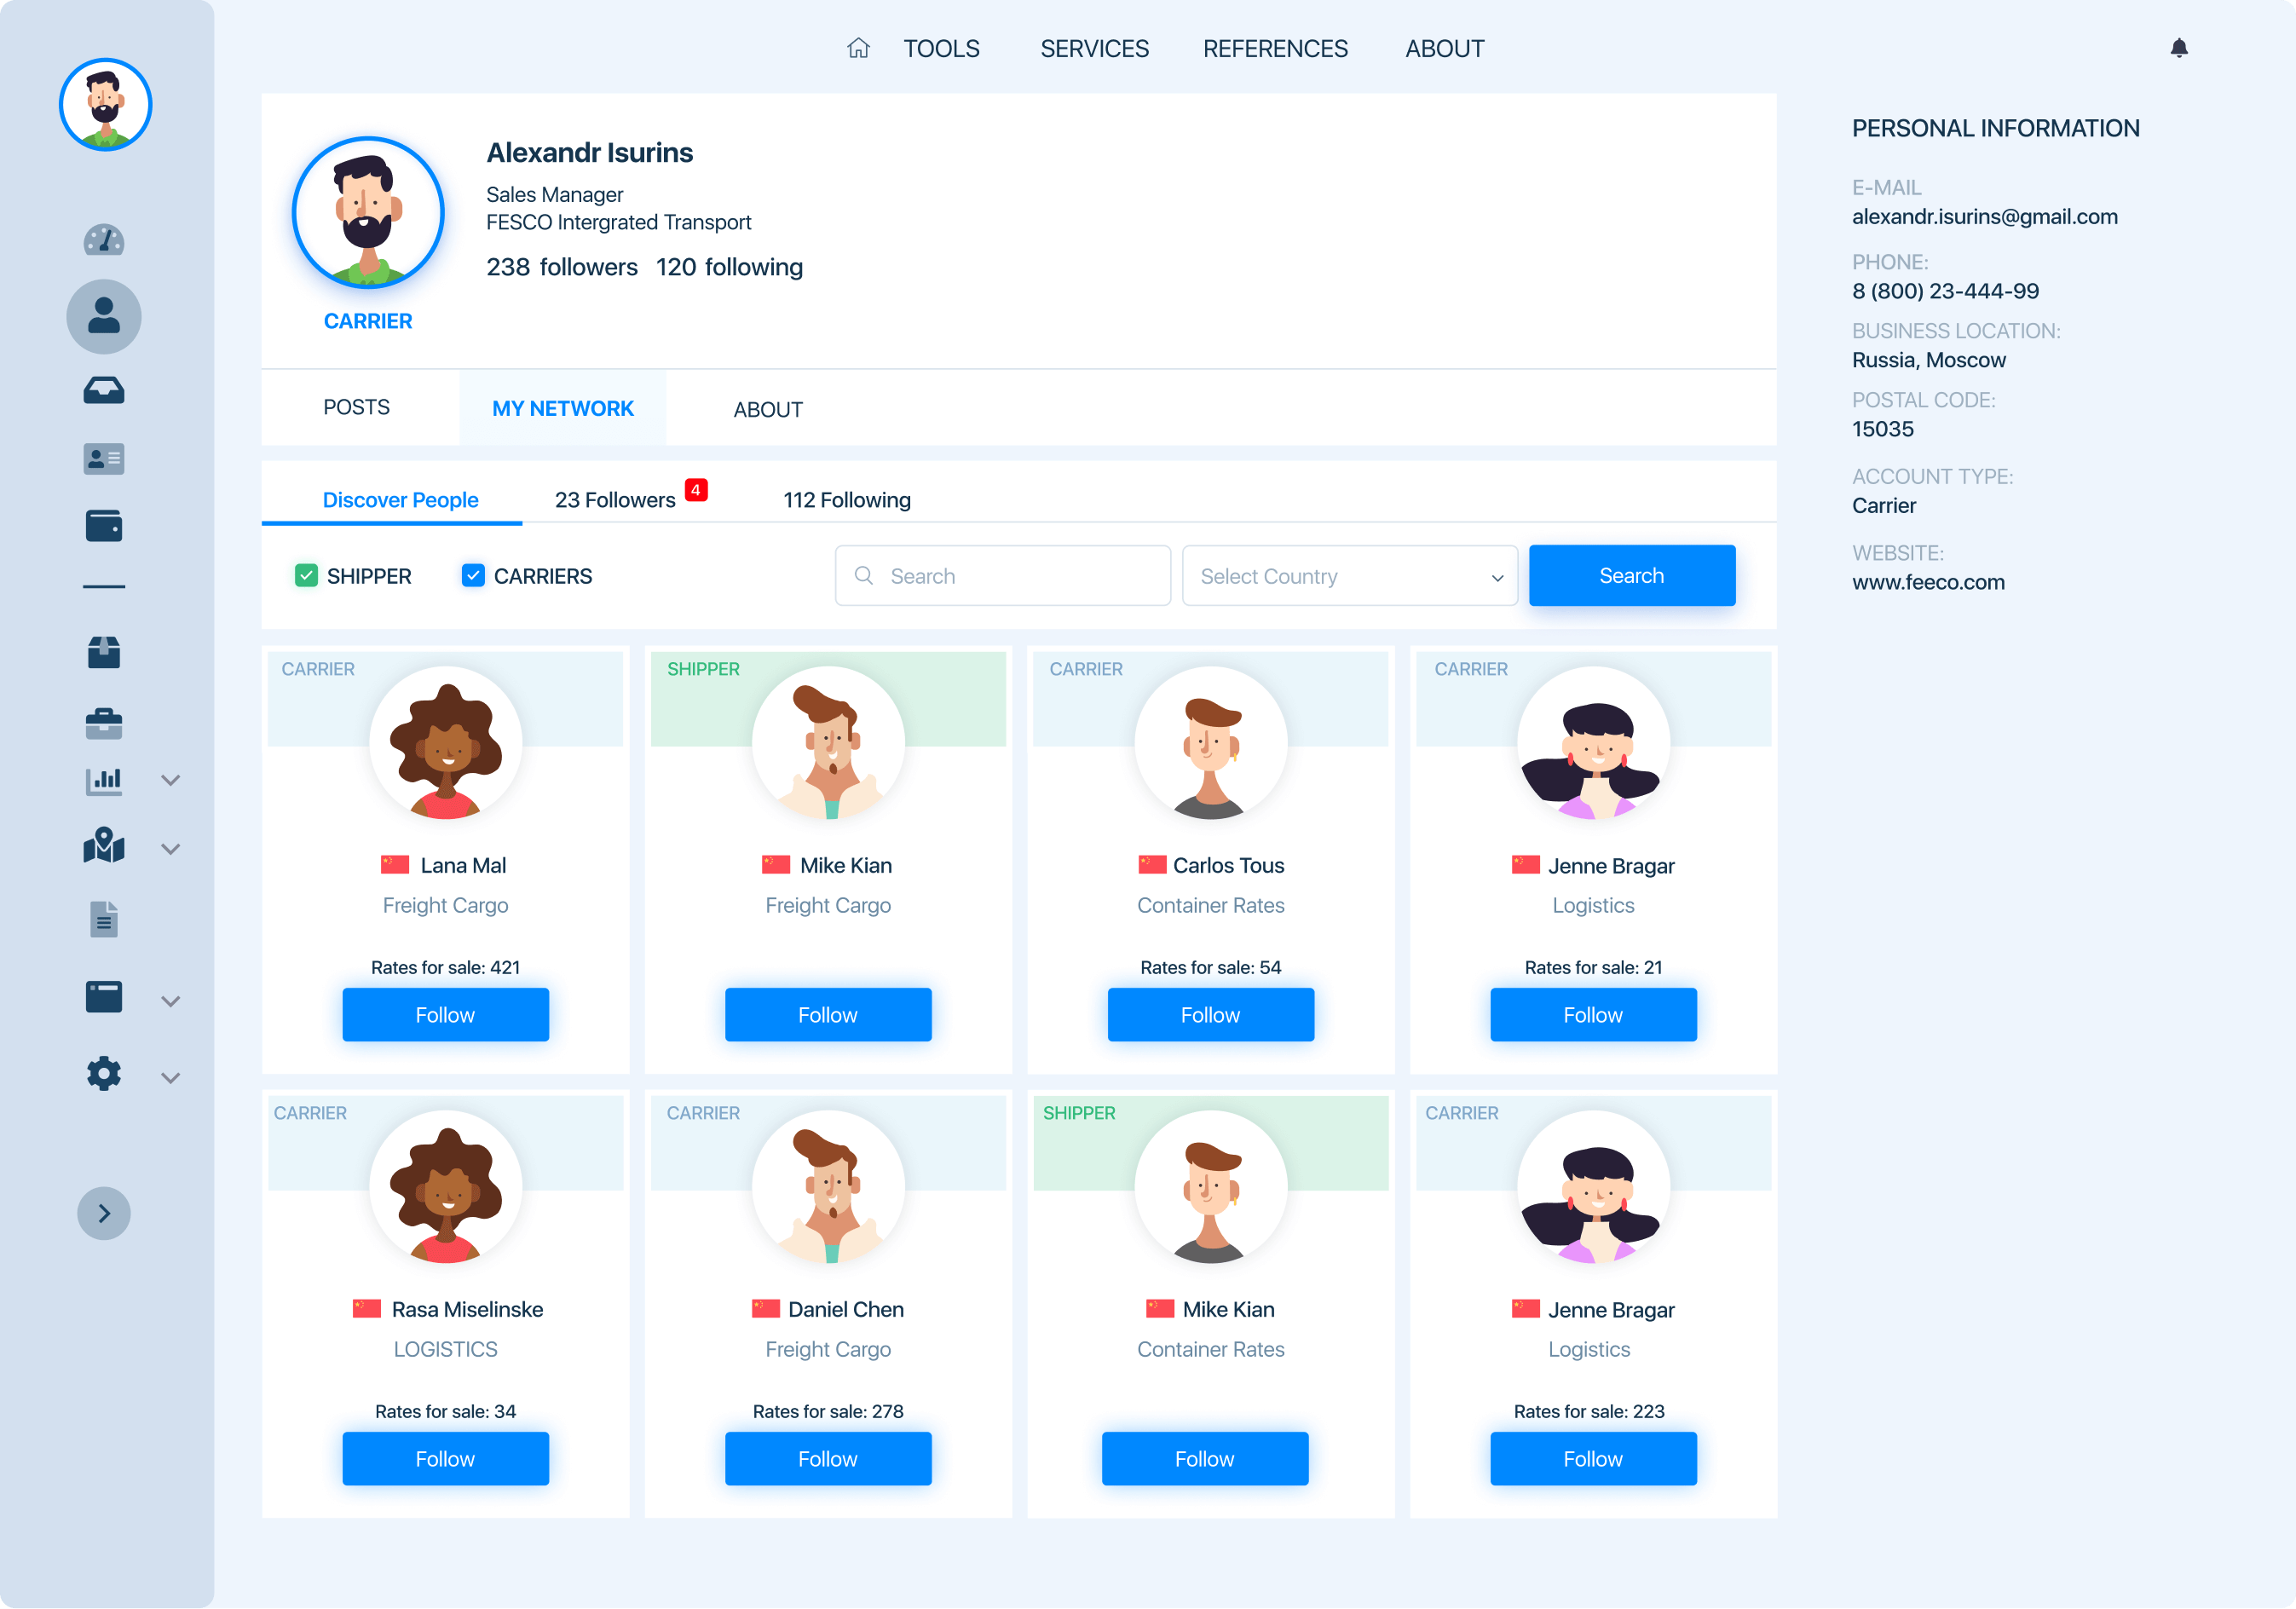 TOOLS SERVICES REFERENCES ABOUT
Alexandr Isurins
Sales Manager
FESCO Intergrated Transport
238 followers 120 following
CARRIER
POSTS MY NETWORK ABOUT
Discover People 23 Followers 4 112 Following
SHIPPER CARRIERS Search Select Country Search
CARRIER SHIPPER CARRIER CARRIER
Lana Mal Mike Kian Carlos Tous Jenne Bragar
Freight Cargo Freight Cargo Container Rates Logistics
Rates for sale: 421 Rates for sale: 54 Rates for sale: 21
Follow Follow Follow Follow
CARRIER CARRIER SHIPPER CARRIER
Rasa Miselinske Daniel Chen Mike Kian Jenne Bragar
LOGISTICS Freight Cargo Container Rates Logistics
Rates for sale: 34 Rates for sale: 278 Rates for sale: 223
Follow Follow Follow Follow
PERSONAL INFORMATION
E-MAIL
alexandr.isurins@gmail.com
PHONE:
8 (800) 23-444-99
BUSINESS LOCATION:
Russia, Moscow
POSTAL CODE:
15035
ACCOUNT TYPE:
Carrier
WEBSITE:
www.feeco.com